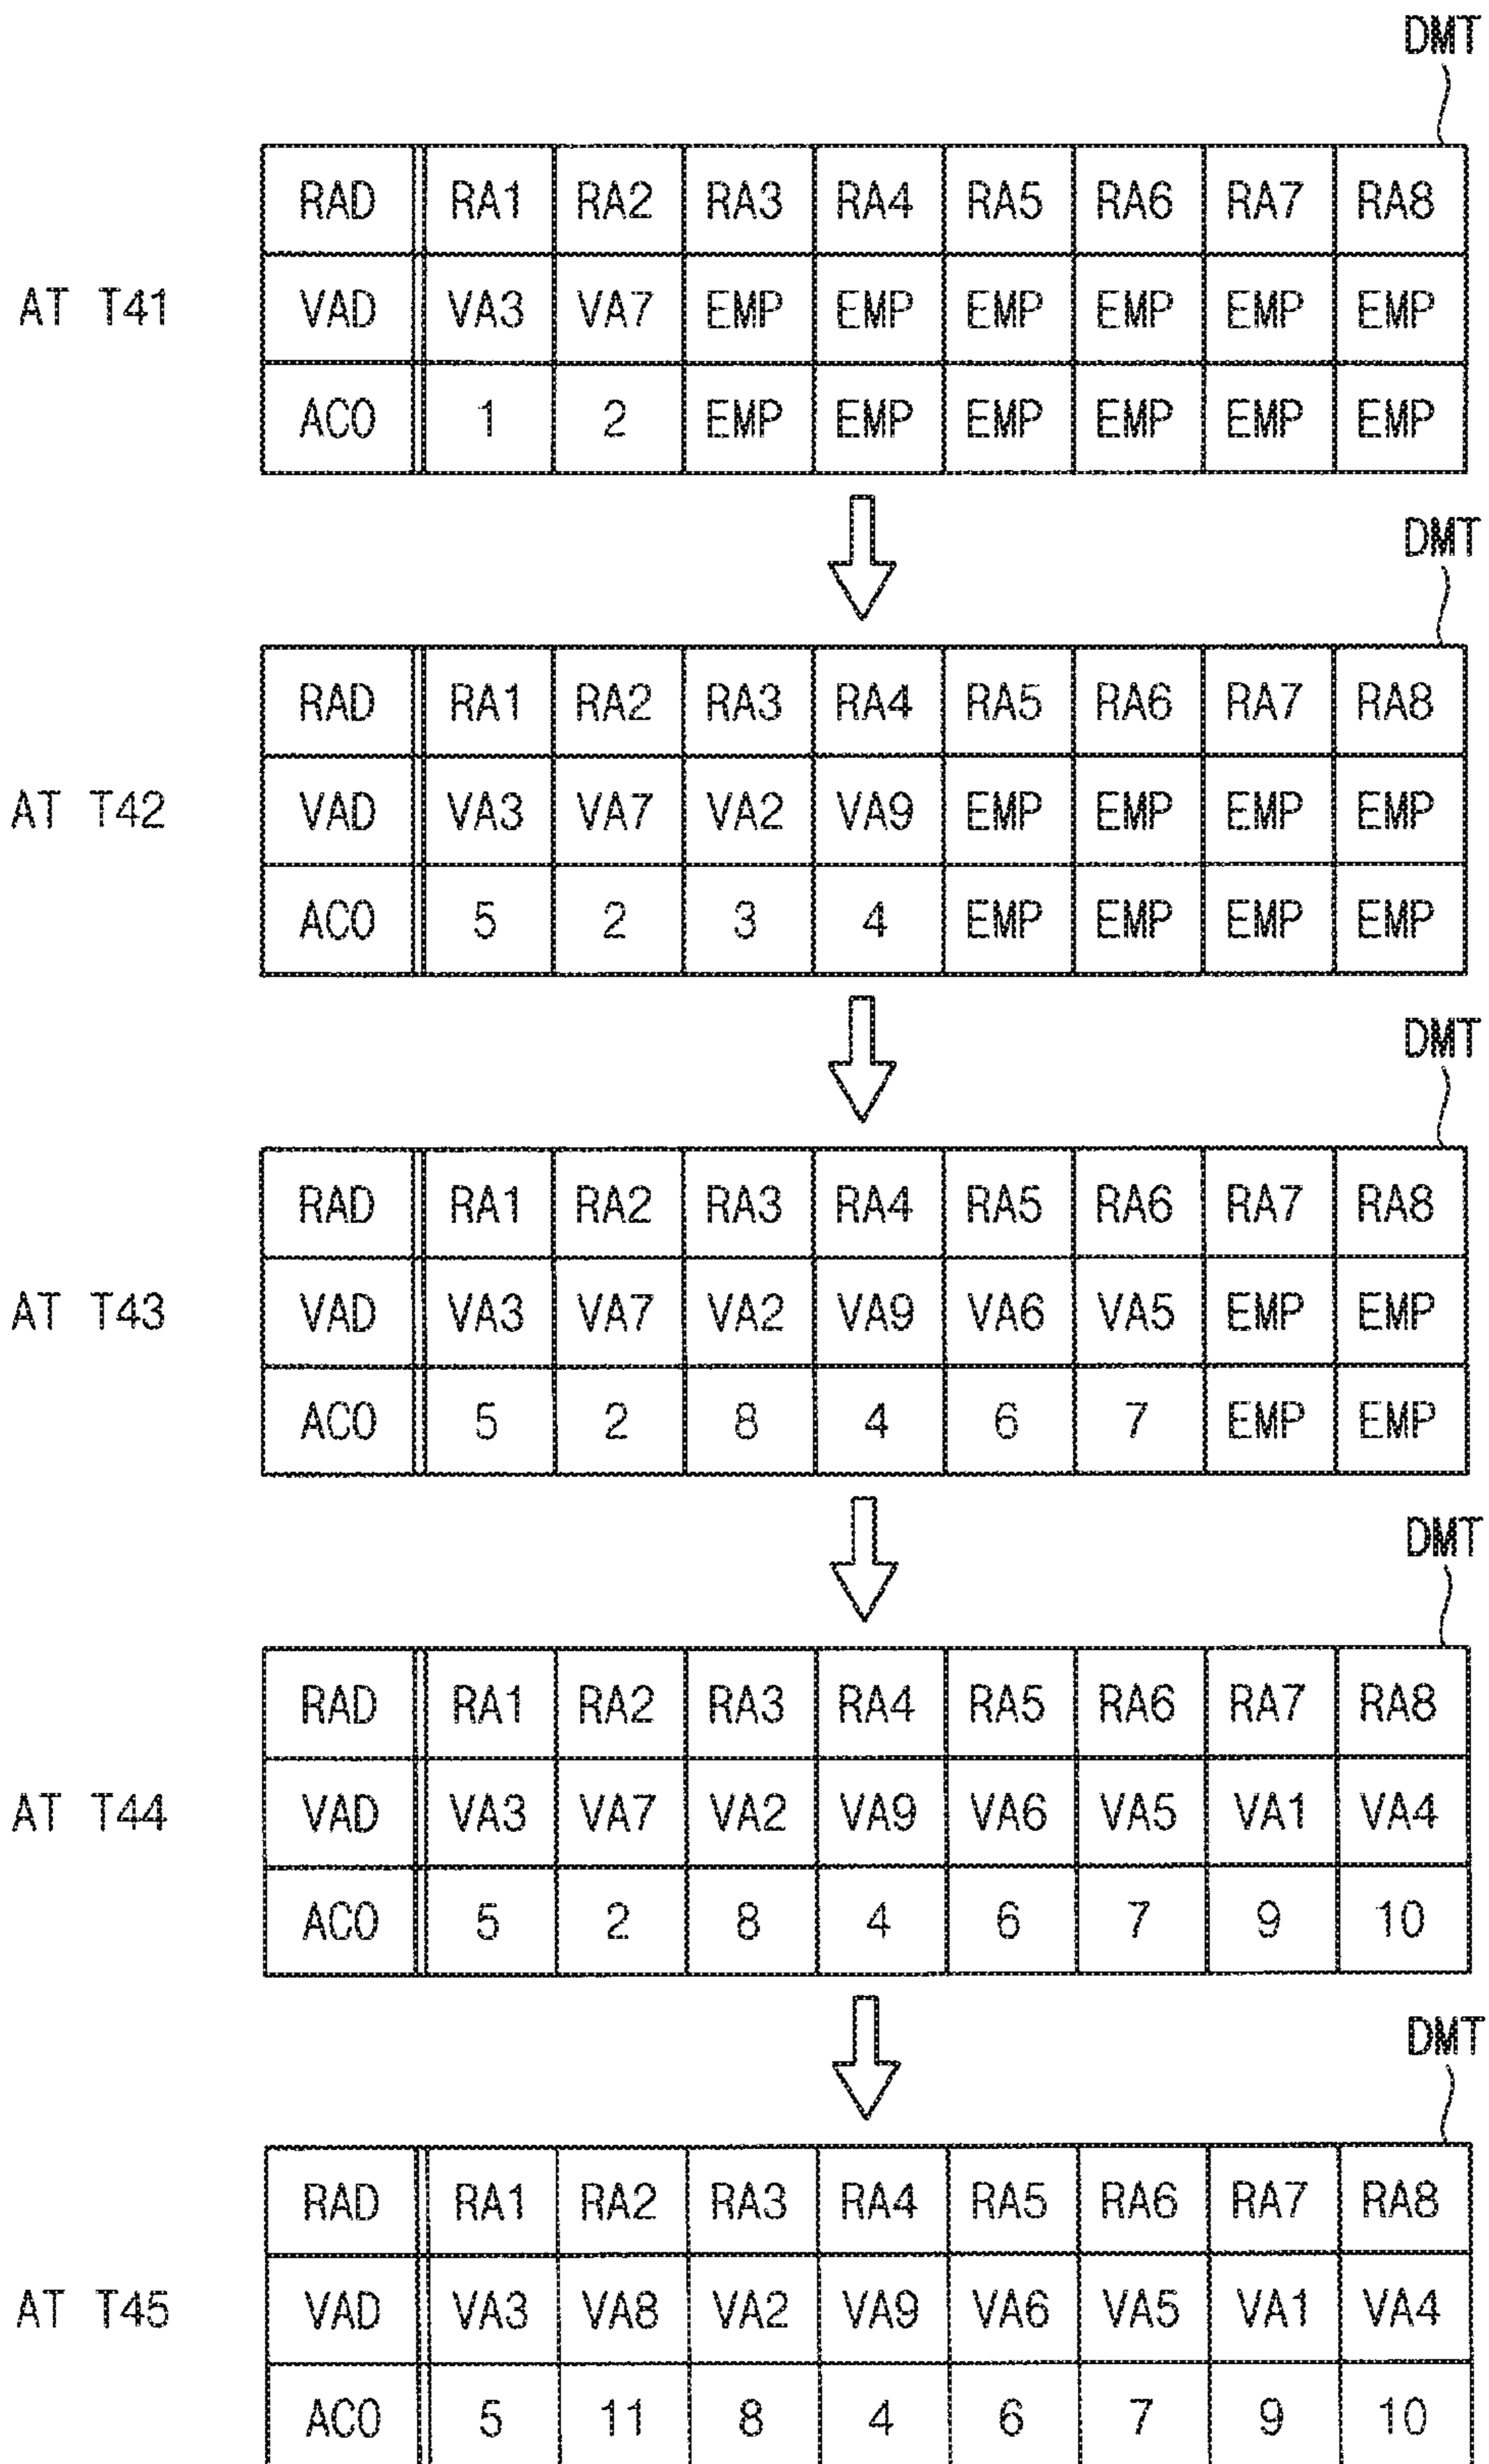 DMT
RAD RA1 RA2 RA3 RA4 RA5 RA6 RA7 RA8
AT T41 VAD VA3 VA7 EMP EMP EMP EMP EMP EMP
ACO 1 2 EMP EMP EMP EMP EMP EMP
DMT
RAD RA1 RA2 RA3 RA4 RA5 RA6 RA7 RA8
AT T42 VAD VA3 VA7 VA2 VA9 EMP EMP EMP EMP
ACO 5 2 3 4 EMP EMP EMP EMP
DMT
RAD RA1 RA2 RA3 RA4 RA5 RA6 RA7 RA8
AT T43 VAD VA3 VA7 VA2 VA9 VA6 VA5 EMP EMP
ACO 5 2 8 4 6 7 EMP EMP
DMT
RAD RA1 RA2 RA3 RA4 RA5 RA6 RA7 RA8
AT T44 VAD VA3 VA7 VA2 VA9 VA6 VA5 VA1 VA4
ACO 5 2 8 4 6 7 9 10
DMT
RAD RA1 RA2 RA3 RA4 RA5 RA6 RA7 RA8
AT T45 VAD VA3 VA8 VA2 VA9 VA6 VA5 VA1 VA4
ACO 5 11 8 4 6 7 9 10